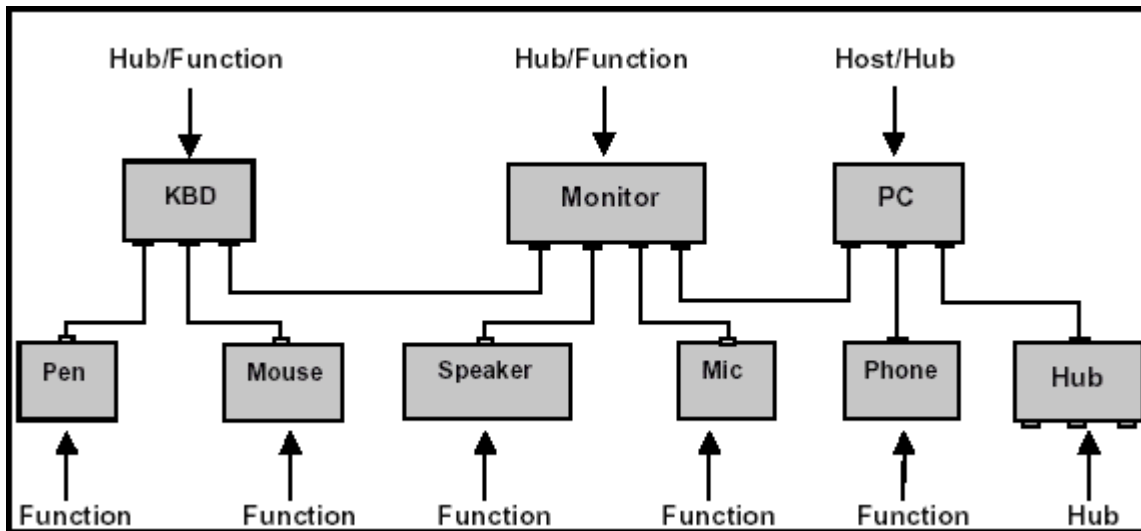 Hub/Function Hub/Function Host/Hub
KBD Monitor PC
Pen Mouse Speaker Mic Phone Hub
Function Function Function Function Function Hub